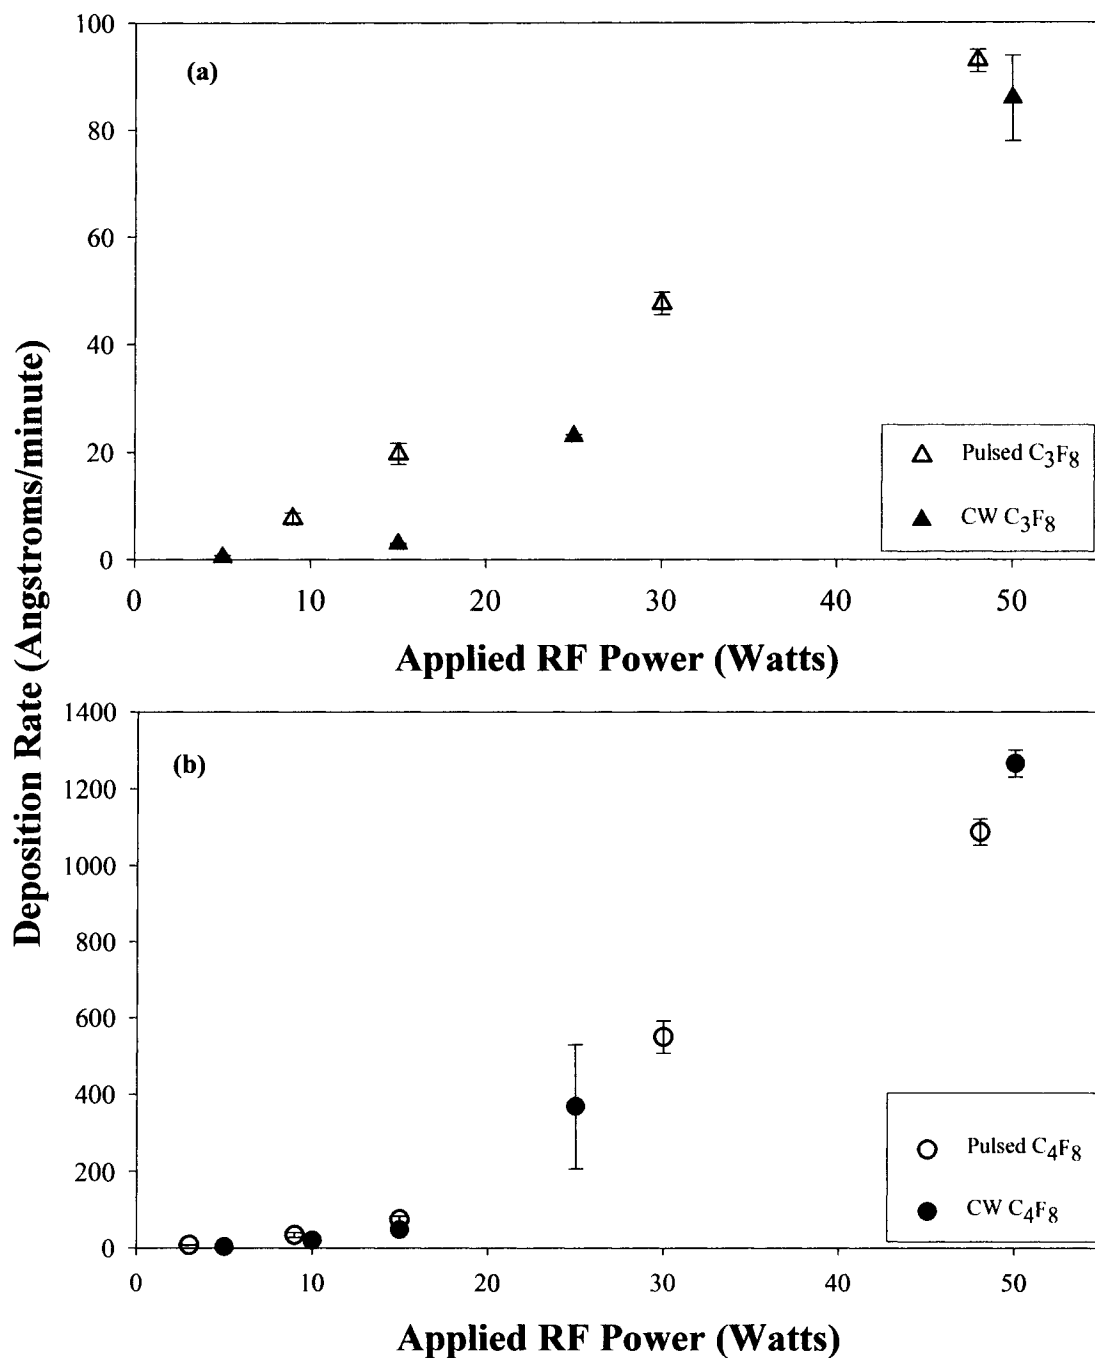 Deposition Rate (Angstroms/minute)
100
80
60
40
20
0
(a)
Pulsed C3F8
CW C3F8
0 10 20 30 40 50
Applied RF Power (Watts)
1400
1200
1000
800
600
400
200
0
(b)
Pulsed C4F8
CW C4F8
0 10 20 30 40 50
Applied RF Power (Watts)